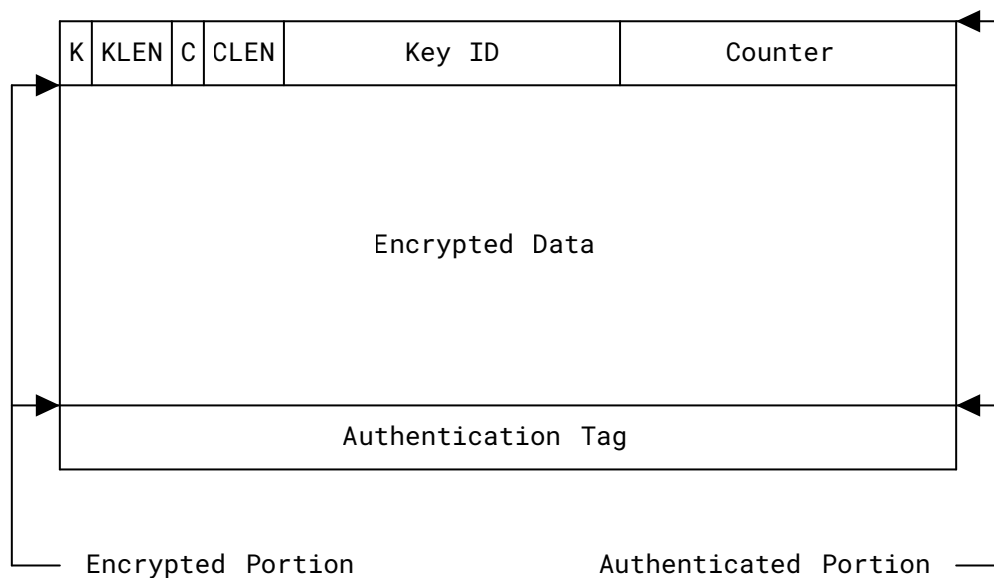 K KLEN C CLEN Key ID Counter
Encrypted Data
Authentication Tag
Encrypted Portion Authenticated Portion